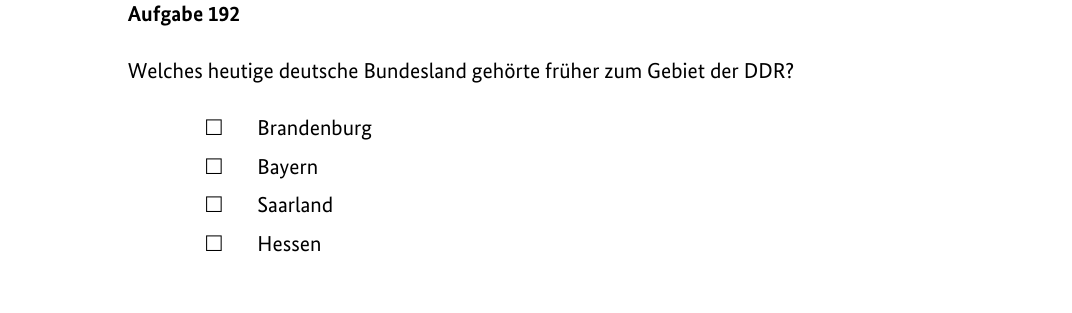 Aufgabe 192
Welches heutige deutsche Bundesland gehörte früher zum Gebiet der DDR?
☐ Brandenburg
☐ Bayern
☐ Saarland
☐ Hessen